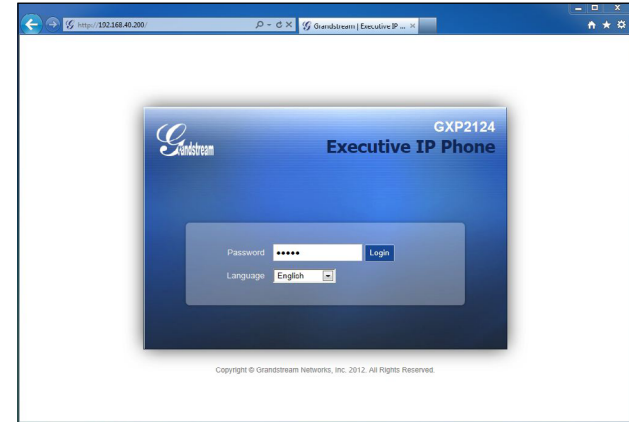 http://192.168.40.200/
Grandstream | Executive IP ...
Grandstream
GXP2124
Executive IP Phone
Password ••••• Login
Language English
Copyright © Grandstream Networks, Inc. 2012. All Rights Reserved.